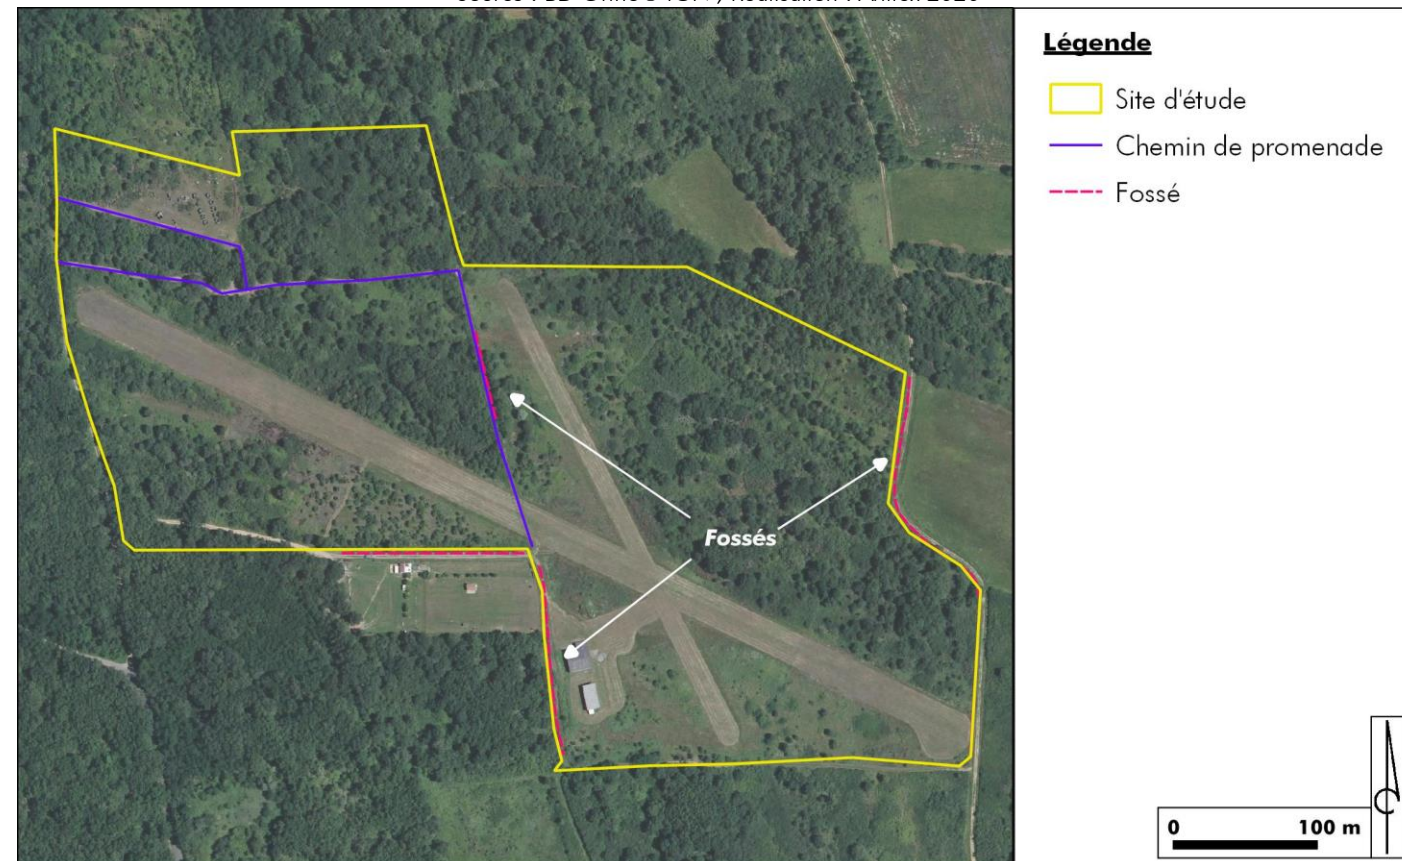 Légende
Site d'étude
Chemin de promenade
Fossé
Fossés
0 100 m